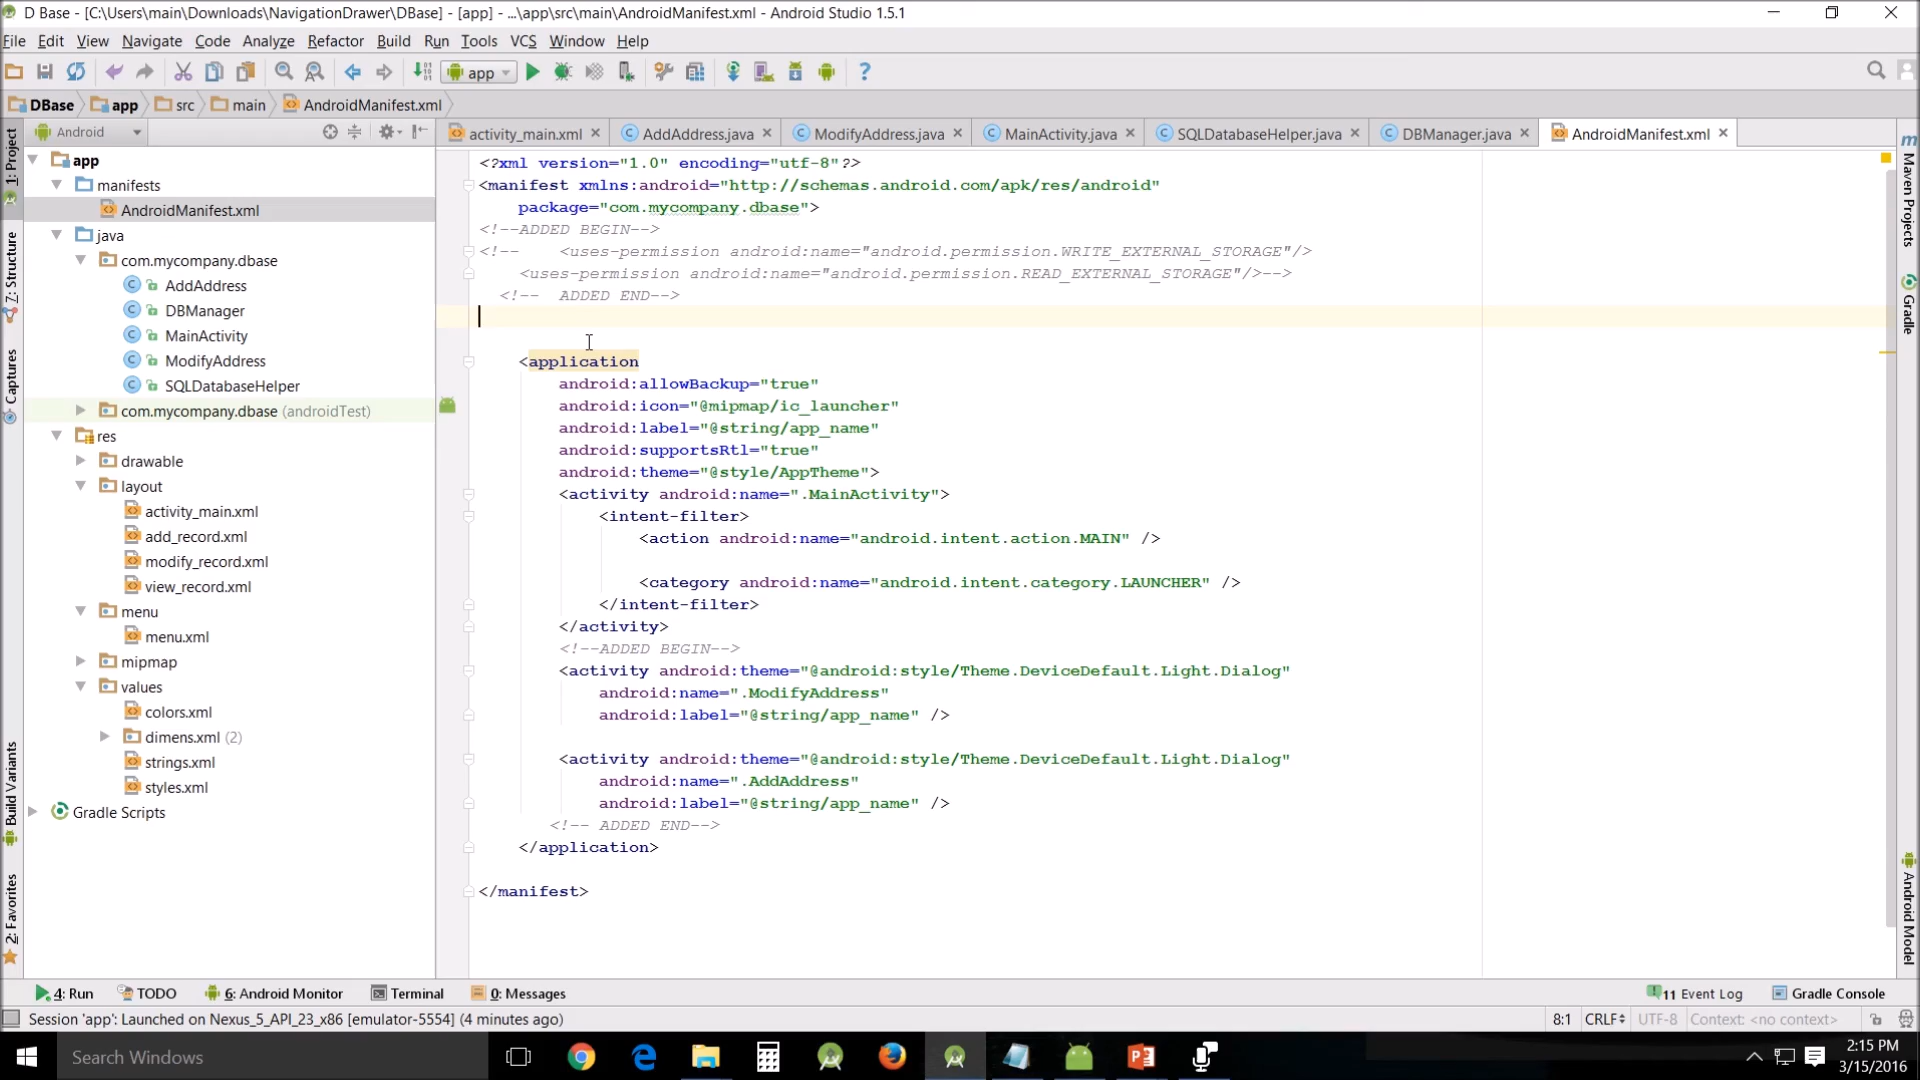 D Base - [C:\Users\main\Downloads\NavigationDrawer\DBase] - [app] - ...\app\src\main\AndroidManifest.xml - Android Studio 1.5.1
File Edit View Navigate Code Analyze Refactor Build Run Tools VCS Window Help
app
DBase app src main AndroidManifest.xml
Android
activity_main.xml AddAddress.java ModifyAddress.java MainActivity.java SQLDatabaseHelper.java DBManager.java AndroidManifest.xml
1: Project
7: Structure
Captures
Build Variants
2: Favorites
app
manifests
AndroidManifest.xml
java
com.mycompany.dbase
AddAddress
DBManager
MainActivity
ModifyAddress
SQLDatabaseHelper
com.mycompany.dbase (androidTest)
res
drawable
layout
activity_main.xml
add_record.xml
modify_record.xml
view_record.xml
menu
menu.xml
mipmap
values
colors.xml
dimens.xml (2)
strings.xml
styles.xml
Gradle Scripts
<?xml version="1.0" encoding="utf-8"?>
<manifest xmlns:android="http://schemas.android.com/apk/res/android"
package="com.mycompany.dbase">
<!--ADDED BEGIN-->
<!-- <uses-permission android:name="android.permission.WRITE_EXTERNAL_STORAGE"/>
<uses-permission android:name="android.permission.READ_EXTERNAL_STORAGE"/>-->
<!-- ADDED END-->
<application
android:allowBackup="true"
android:icon="@mipmap/ic_launcher"
android:label="@string/app_name"
android:supportsRtl="true"
android:theme="@style/AppTheme">
<activity android:name=".MainActivity">
<intent-filter>
<action android:name="android.intent.action.MAIN" />
<category android:name="android.intent.category.LAUNCHER" />
</intent-filter>
</activity>
<!--ADDED BEGIN-->
<activity android:theme="@android:style/Theme.DeviceDefault.Light.Dialog"
android:name=".ModifyAddress"
android:label="@string/app_name" />
<activity android:theme="@android:style/Theme.DeviceDefault.Light.Dialog"
android:name=".AddAddress"
android:label="@string/app_name" />
<!-- ADDED END-->
</application>
</manifest>
m Maven Projects
Gradle
Android Model
4: Run TODO 6: Android Monitor Terminal 0: Messages 11 Event Log Gradle Console
Session 'app': Launched on Nexus_5_API_23_x86 [emulator-5554] (4 minutes ago) 8:1 CRLF UTF-8 Context: <no context>
Search Windows
2:15 PM
3/15/2016